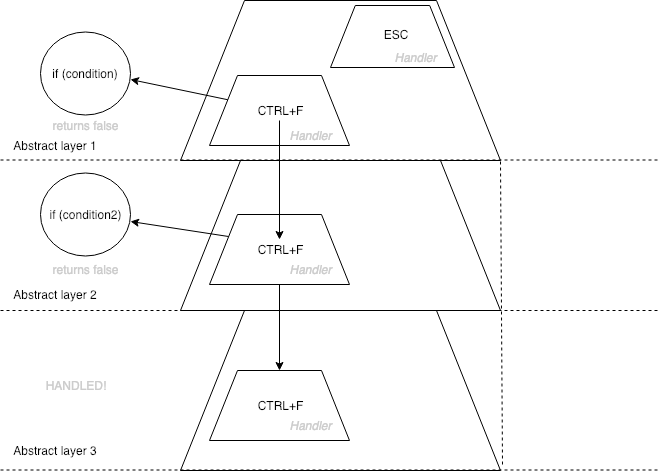 ESC
Handler
if (condition)
CTRL+F
returns false
Handler
Abstract layer 1
if (condition2)
CTRL+F
returns false
Handler
Abstract layer 2
HANDLED!
CTRL+F
Handler
Abstract layer 3